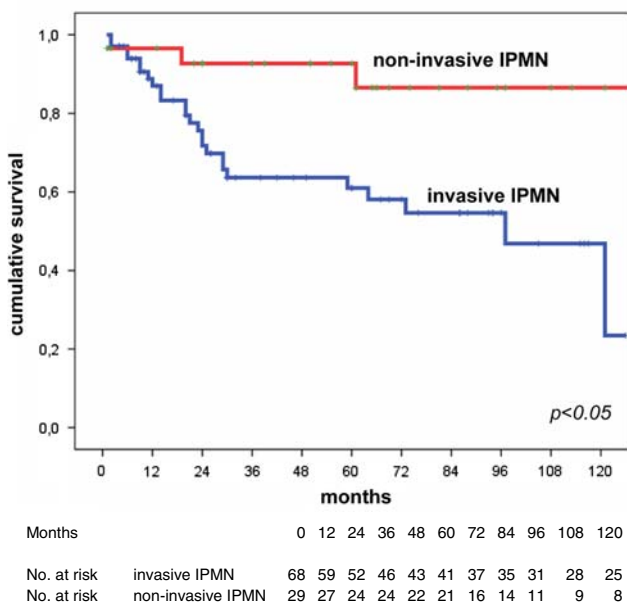 1,0
non-invasive IPMN
0,8
0,6
invasive IPMN
0,4
0,2
p<0.05
0,0
cumulative survival
0 12 24 36 48 60 72 84 96 108 120
months
Months 0 12 24 36 48 60 72 84 96 108 120
No. at risk invasive IPMN 68 59 52 46 43 41 37 35 31 28 25
No. at risk non-invasive IPMN 29 27 24 24 22 21 16 14 11 9 8